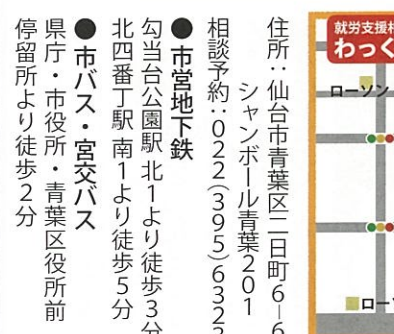 住所：仙台市青葉区二日町6-6
シャンボール青葉201
相談予約：022(395)6323
●市営地下鉄
勾当台公園駅 北1より徒歩3分
北四番丁駅 南1より徒歩5分
●市バス・宮交バス
県庁・市役所・青葉区役所前
停留所より徒歩2分
就労支援
わっく
ローソン